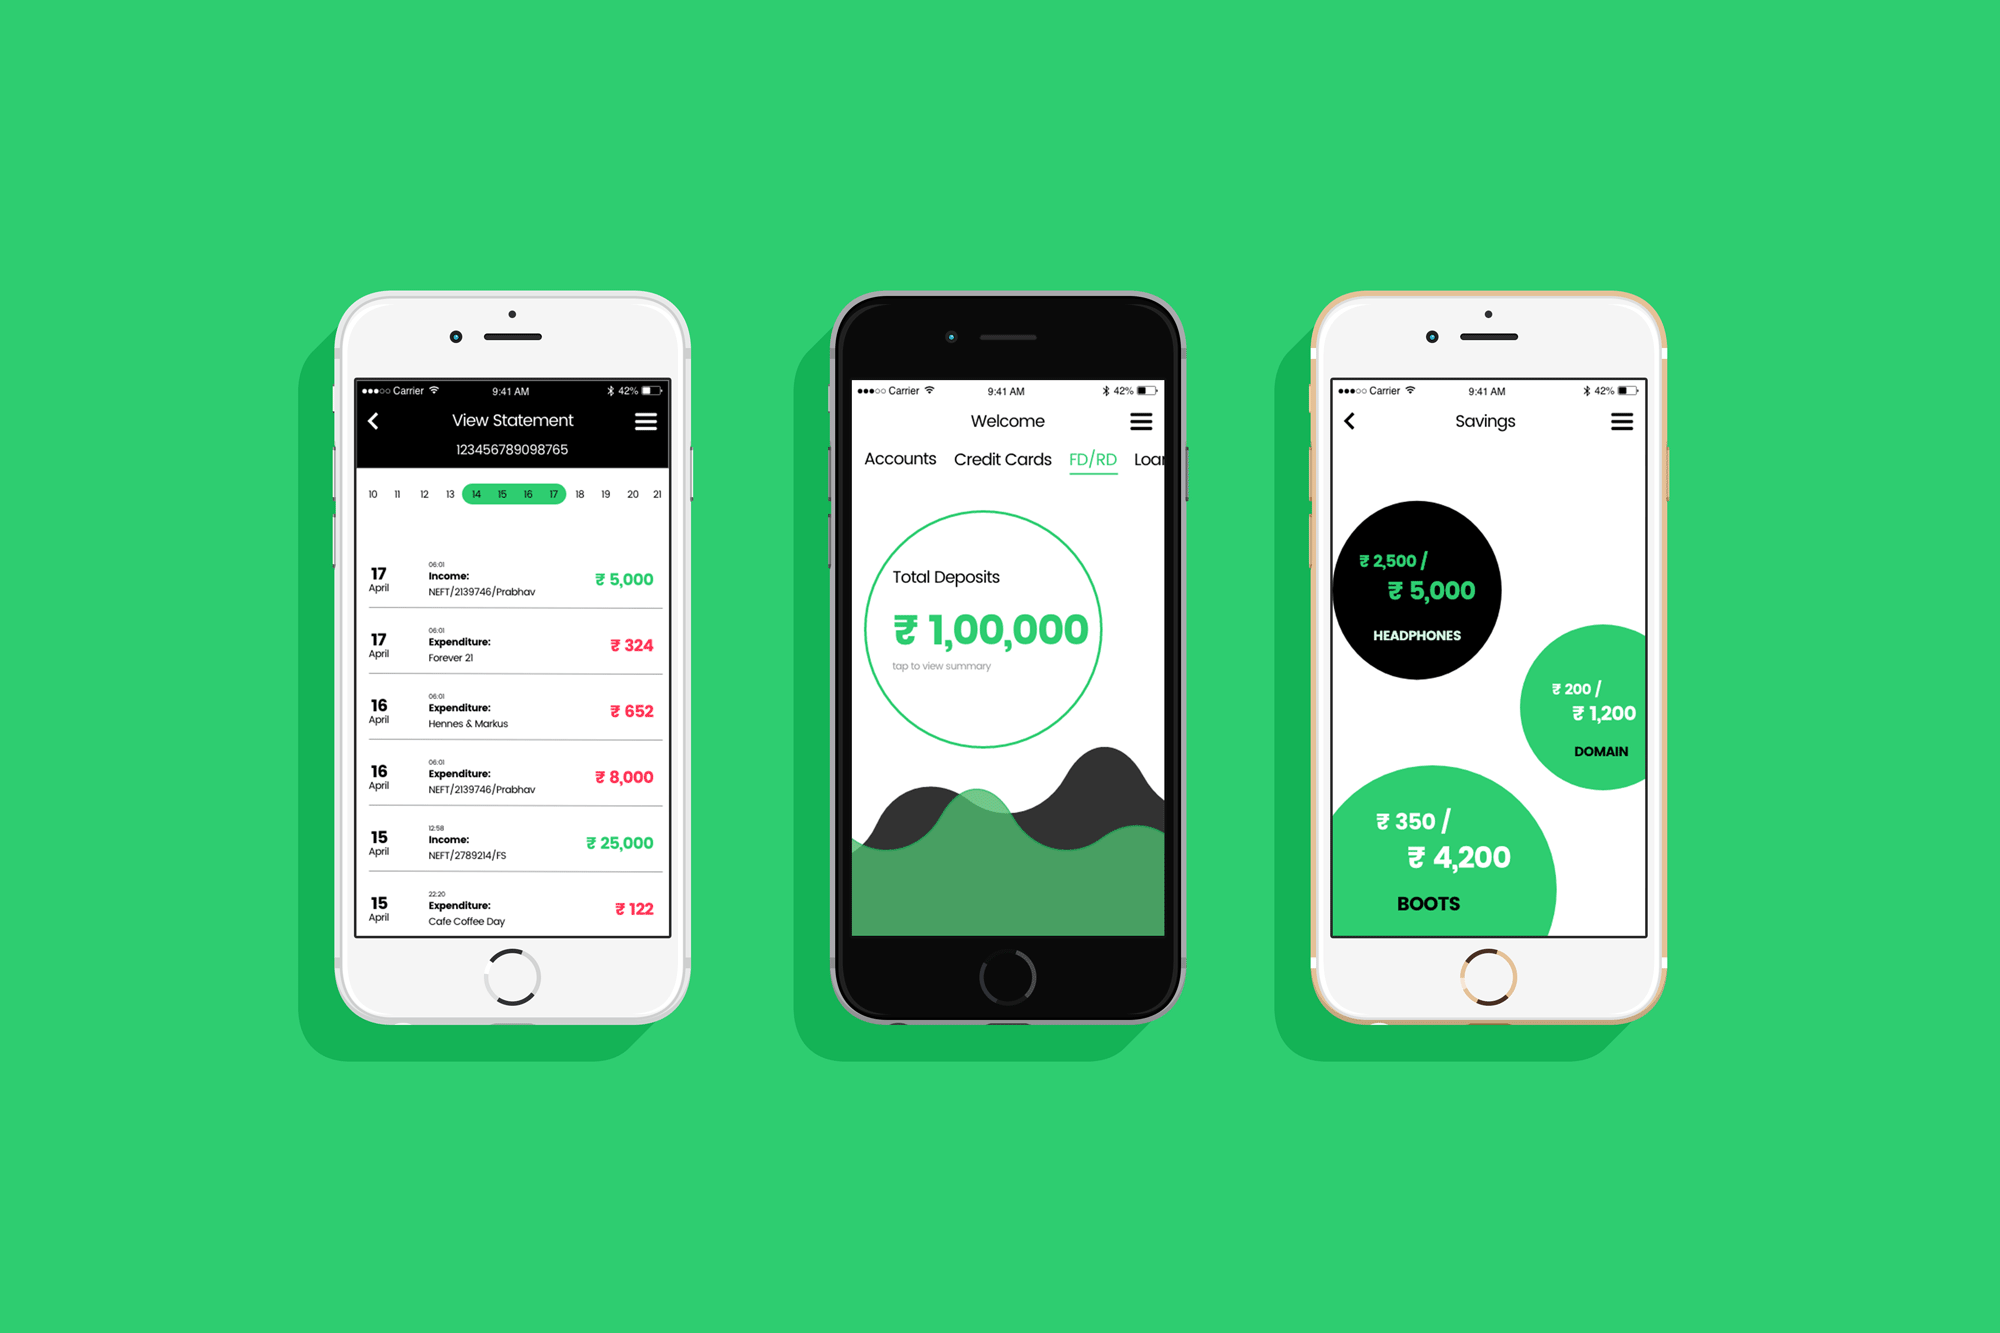 Carrier 9:41 AM 42%
View Statement
123456789098765
10 11 12 13 14 15 16 17 18 19 20 21
06:01
17 Income: ₹ 5,000
April NEFT/2139746/Prabhav
06:01
17 Expenditure: ₹ 324
April Forever 21
06:01
16 Expenditure: ₹ 652
April Hennes & Markus
06:01
16 Expenditure: ₹ 8,000
April NEFT/2139746/Prabhav
12:58
15 Income: ₹ 25,000
April NEFT/2789214/FS
22:20
15 Expenditure: ₹ 122
April Cafe Coffee Day
Carrier 9:41 AM 42%
Welcome
Accounts Credit Cards FD/RD Loan
Total Deposits
₹ 1,00,000
tap to view summary
Carrier 9:41 AM 42%
Savings
₹ 2,500 /
₹ 5,000
HEADPHONES
₹ 200 /
₹ 1,200
DOMAIN
₹ 350 /
₹ 4,200
BOOTS